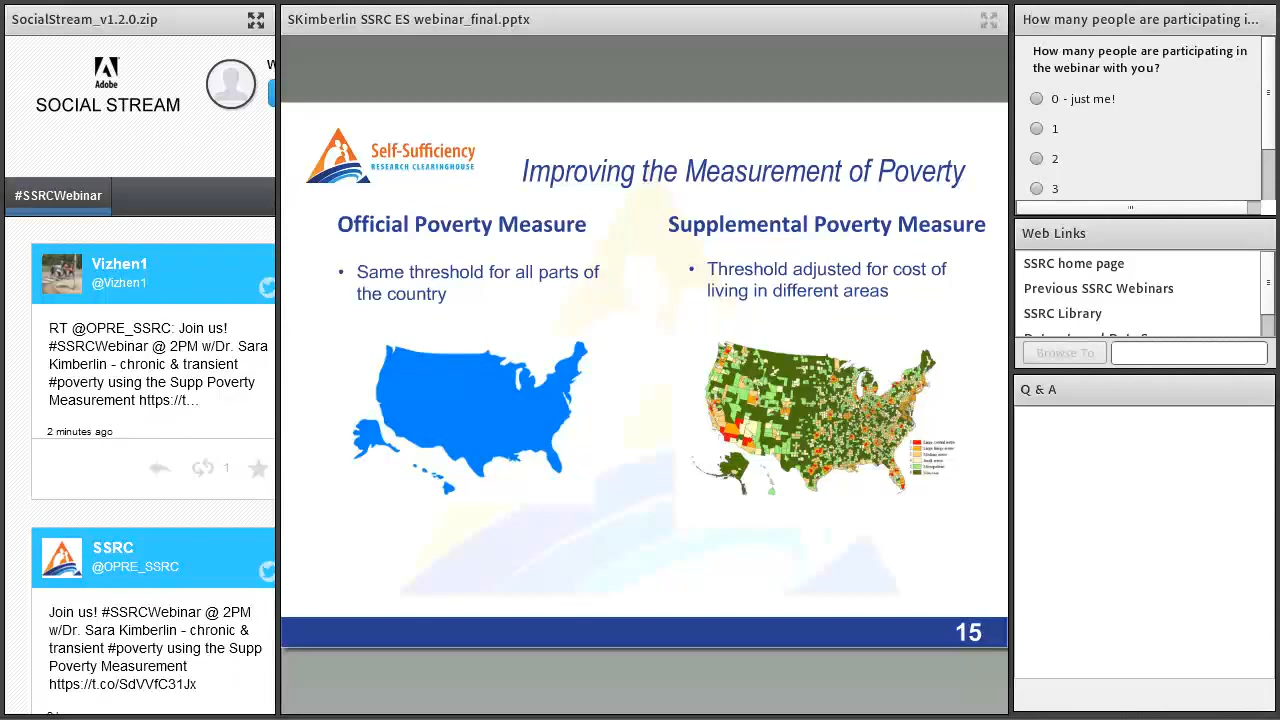 SocialStream_v1.2.0.zip
Adobe
SOCIAL STREAM
#SSRCWebinar
Vizhen1
@Vizhen1
RT @OPRE_SSRC: Join us!
#SSRCWebinar @ 2PM w/Dr. Sara
Kimberlin - chronic & transient
#poverty using the Supp Poverty
Measurement https://t...
2 minutes ago
1
SSRC
@OPRE_SSRC
Join us! #SSRCWebinar @ 2PM
w/Dr. Sara Kimberlin - chronic &
transient #poverty using the Supp
Poverty Measurement
https://t.co/SdVVfC31Jx
SKimberlin SSRC ES webinar_final.pptx
Self-Sufficiency
RESEARCH CLEARINGHOUSE
Improving the Measurement of Poverty
Official Poverty Measure
• Same threshold for all parts of
the country
Supplemental Poverty Measure
• Threshold adjusted for cost of
living in different areas
15
How many people are participating i...
How many people are participating in
the webinar with you?
0 - just me!
1
2
3
Web Links
SSRC home page
Previous SSRC Webinars
SSRC Library
Browse To
Q & A